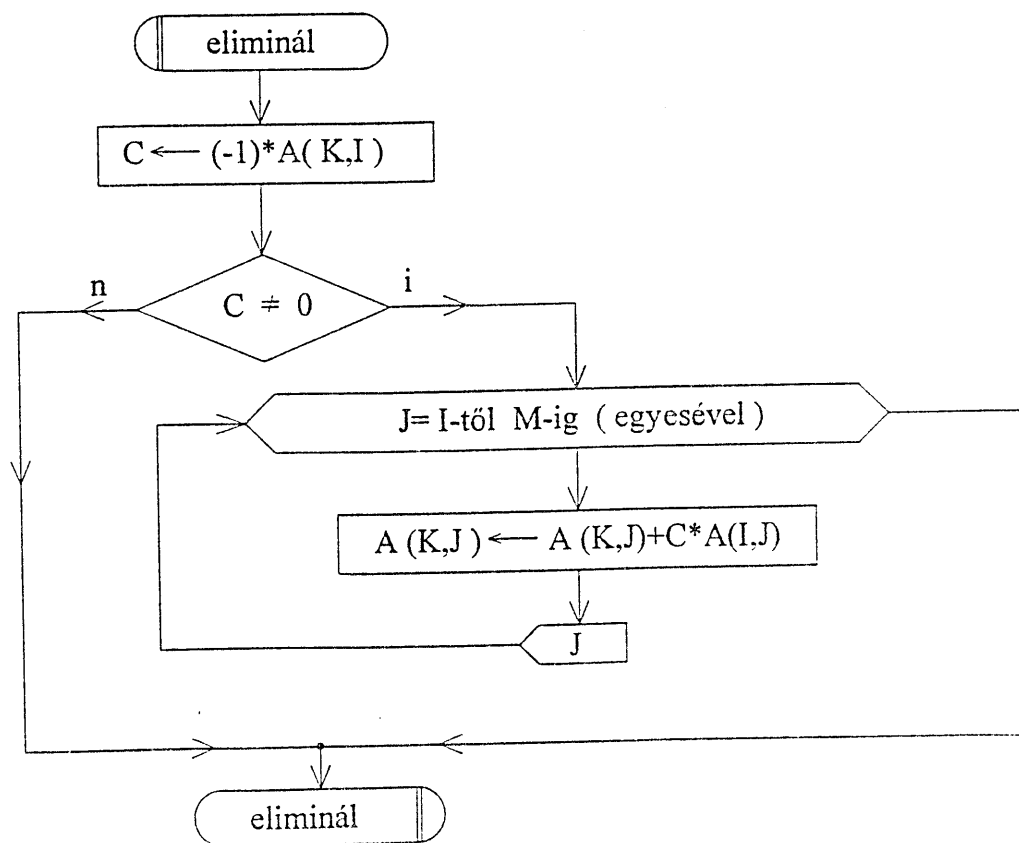 eliminál
C ← (-1)*A( K,I )
n
i
C ≠ 0
J= I-től M-ig ( egyesével )
A (K,J ) ← A (K,J)+C*A(I,J)
J
eliminál